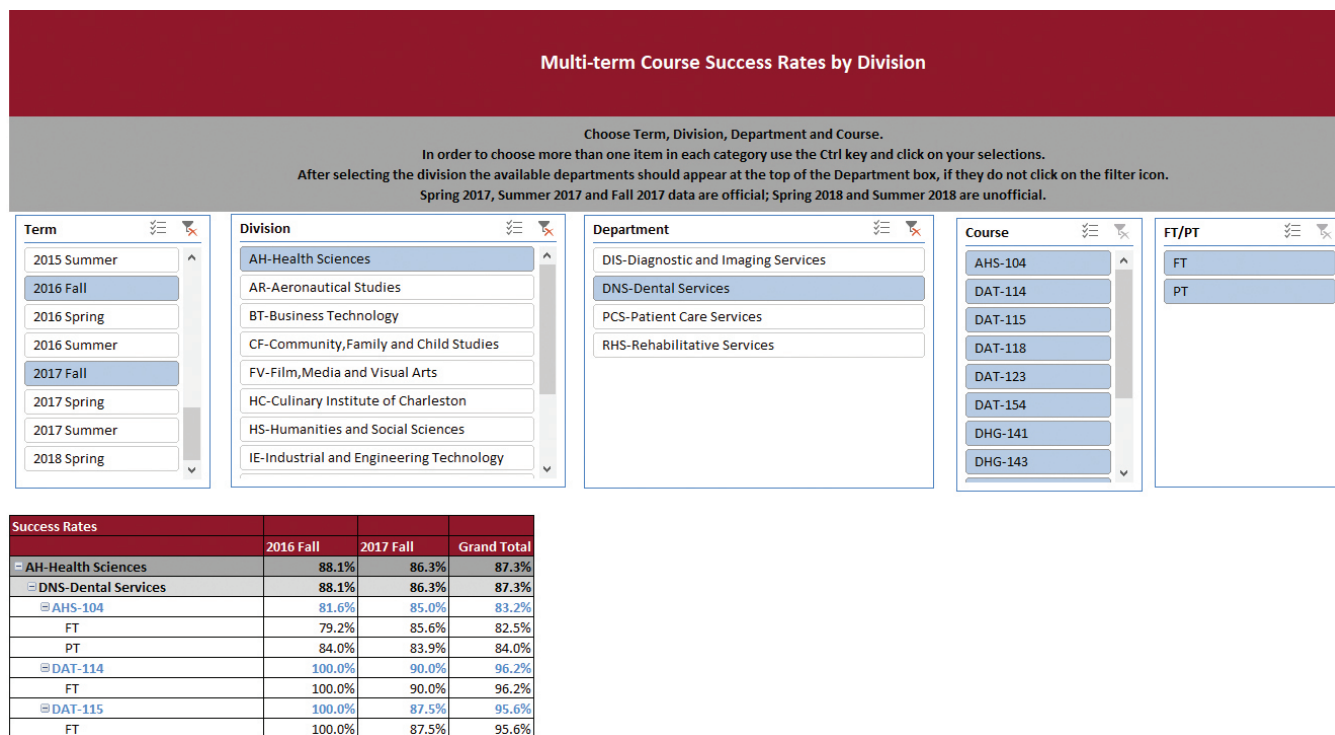 Multi-term Course Success Rates by Division
Choose Term, Division, Department and Course.
In order to choose more than one item in each category use the Ctrl key and click on your selections.
After selecting the division the available departments should appear at the top of the Department box, if they do not click on the filter icon.
Spring 2017, Summer 2017 and Fall 2017 data are official; Spring 2018 and Summer 2018 are unofficial.
Term
2015 Summer
2016 Fall
2016 Spring
2016 Summer
2017 Fall
2017 Spring
2017 Summer
2018 Spring
Division
AH-Health Sciences
AR-Aeronautical Studies
BT-Business Technology
CF-Community,Family and Child Studies
FV-Film,Media and Visual Arts
HC-Culinary Institute of Charleston
HS-Humanities and Social Sciences
IE-Industrial and Engineering Technology
Department
DIS-Diagnostic and Imaging Services
DNS-Dental Services
PCS-Patient Care Services
RHS-Rehabilitative Services
Course
AHS-104
DAT-114
DAT-115
DAT-118
DAT-123
DAT-154
DHG-141
DHG-143
FT/PT
FT
PT
Success Rates
2016 Fall 2017 Fall Grand Total
AH-Health Sciences 88.1% 86.3% 87.3%
DNS-Dental Services 88.1% 86.3% 87.3%
AHS-104 81.6% 85.0% 83.2%
FT 79.2% 85.6% 82.5%
PT 84.0% 83.9% 84.0%
DAT-114 100.0% 90.0% 96.2%
FT 100.0% 90.0% 96.2%
DAT-115 100.0% 87.5% 95.6%
FT 100.0% 87.5% 95.6%